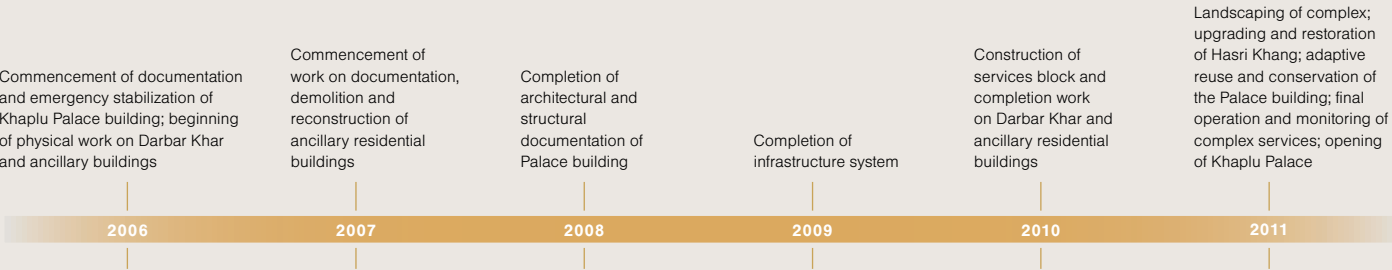 Commencement of documentation
and emergency stabilization of
Khaplu Palace building; beginning
of physical work on Darbar Khar
and ancillary buildings
Commencement of
work on documentation,
demolition and
reconstruction of
ancillary residential
buildings
Completion of
architectural and
structural
documentation of
Palace building
Completion of
infrastructure system
Construction of
services block and
completion work
on Darbar Khar and
ancillary residential
buildings
Landscaping of complex;
upgrading and restoration
of Hasri Khang; adaptive
reuse and conservation of
the Palace building; final
operation and monitoring of
complex services; opening
of Khaplu Palace
2006 2007 2008 2009 2010 2011